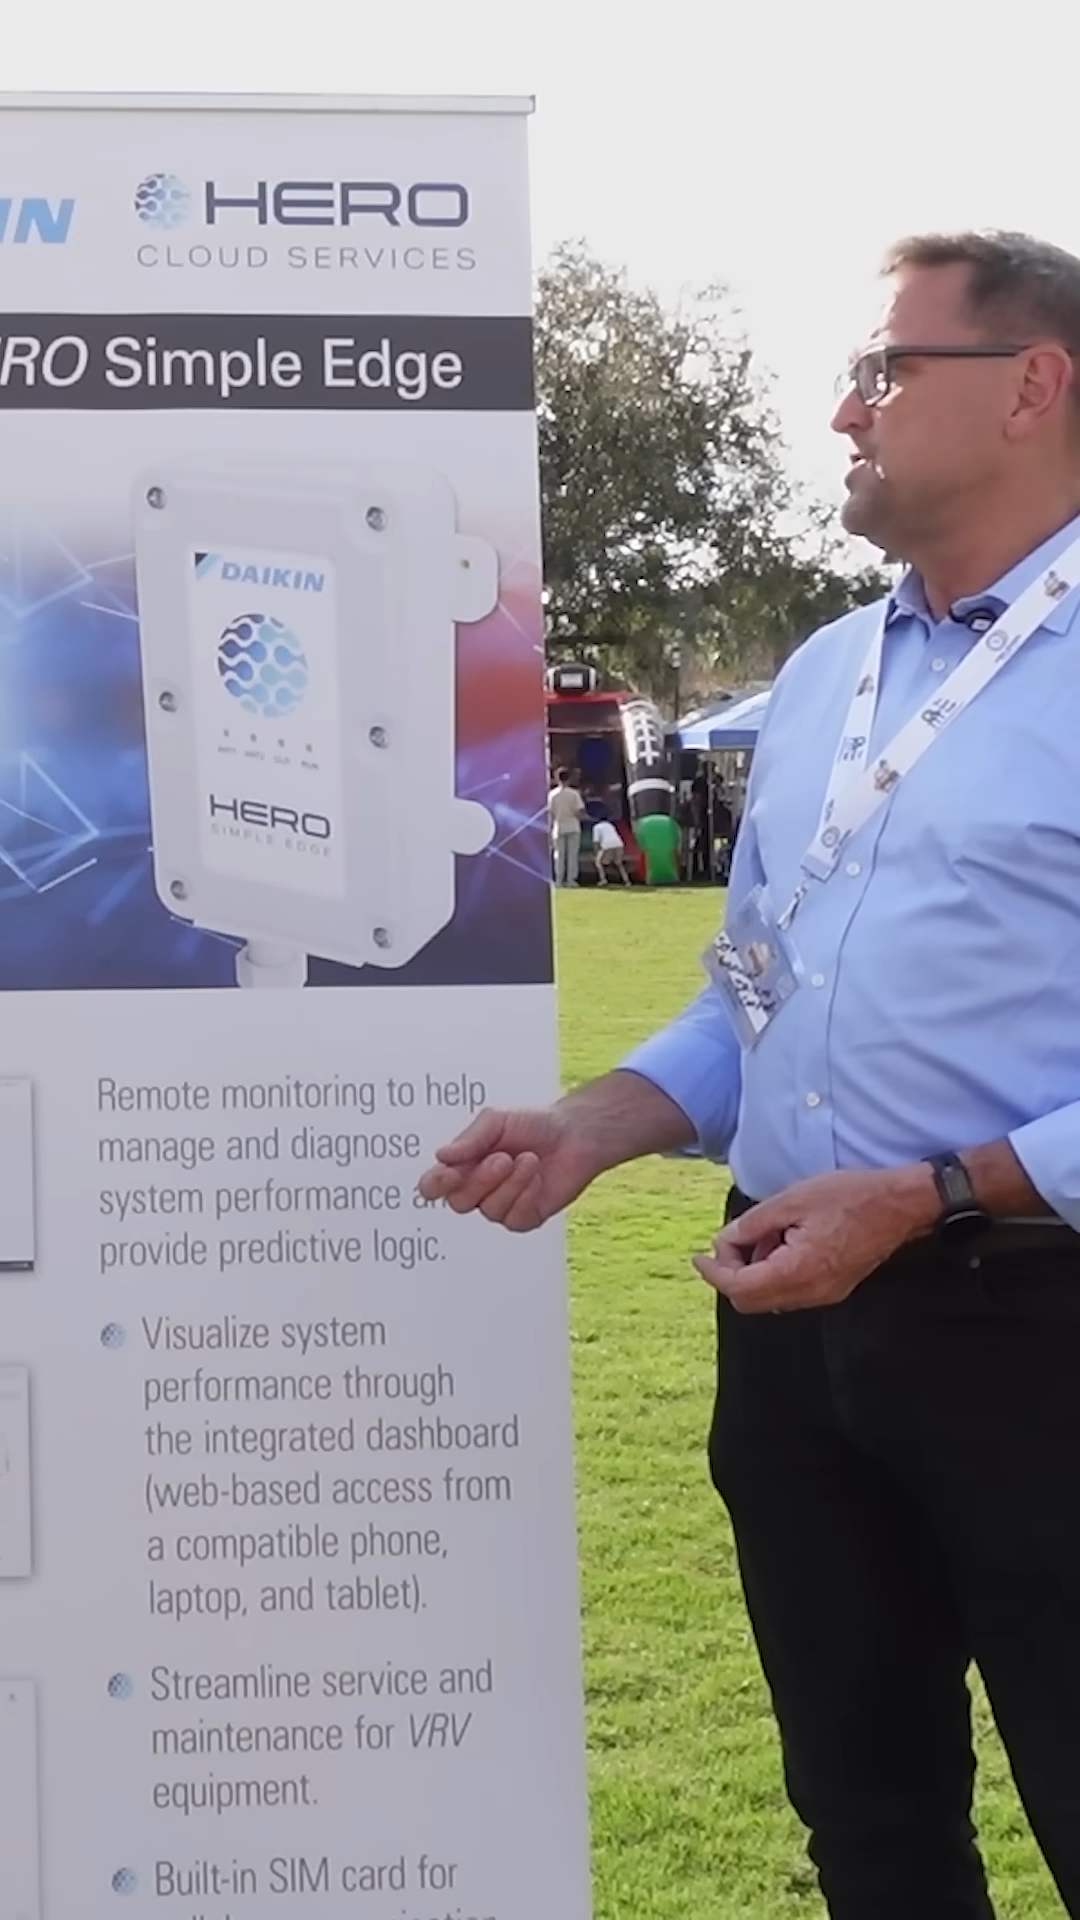 IN
HERO
CLOUD SERVICES
RO Simple Edge
DAIKIN
HERO
SIMPLE EDGE
Remote monitoring to help
manage and diagnose
system performance
provide predictive logic.
Visualize system
performance through
the integrated dashboard
(web-based access from
a compatible phone,
laptop, and tablet).
Streamline service and
maintenance for VRV
equipment.
Built-in SIM card for